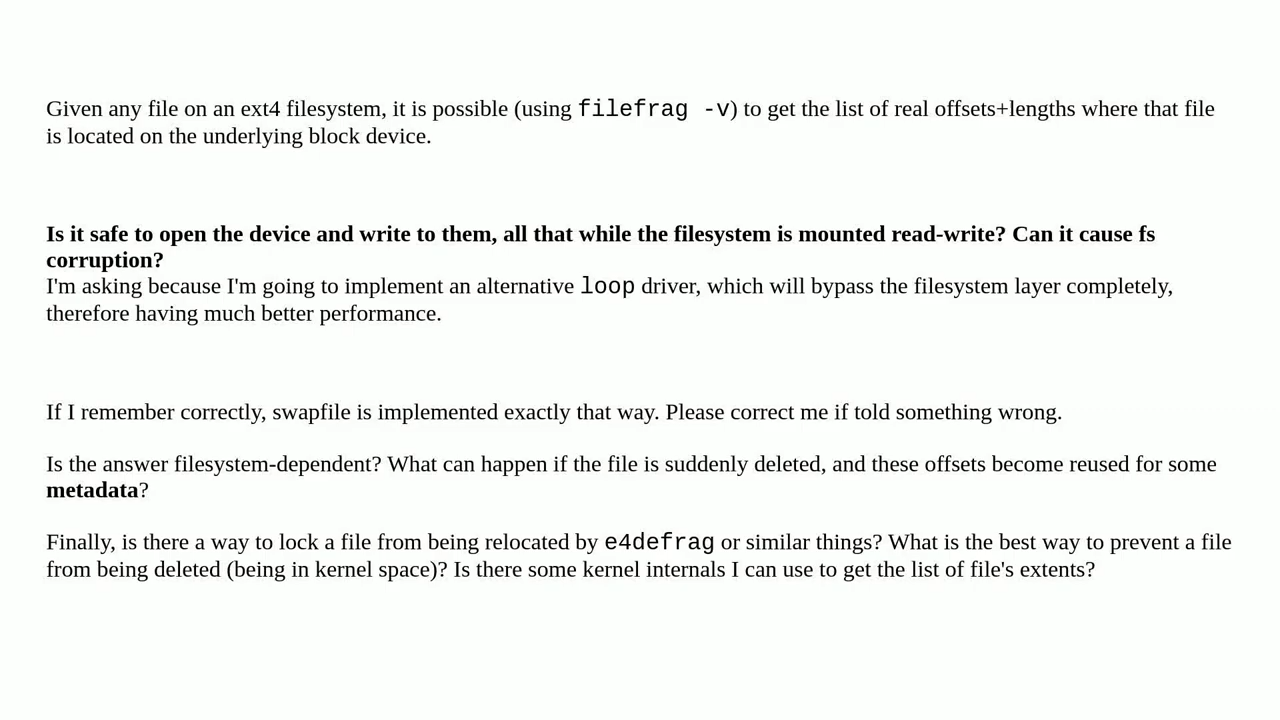 Given any file on an ext4 filesystem, it is possible (using filefrag -v) to get the list of real offsets+lengths where that file
is located on the underlying block device.
Is it safe to open the device and write to them, all that while the filesystem is mounted read-write? Can it cause fs
corruption?
I'm asking because I'm going to implement an alternative loop driver, which will bypass the filesystem layer completely,
therefore having much better performance.
If I remember correctly, swapfile is implemented exactly that way. Please correct me if told something wrong.
Is the answer filesystem-dependent? What can happen if the file is suddenly deleted, and these offsets become reused for some
metadata?
Finally, is there a way to lock a file from being relocated by e4defrag or similar things? What is the best way to prevent a file
from being deleted (being in kernel space)? Is there some kernel internals I can use to get the list of file's extents?